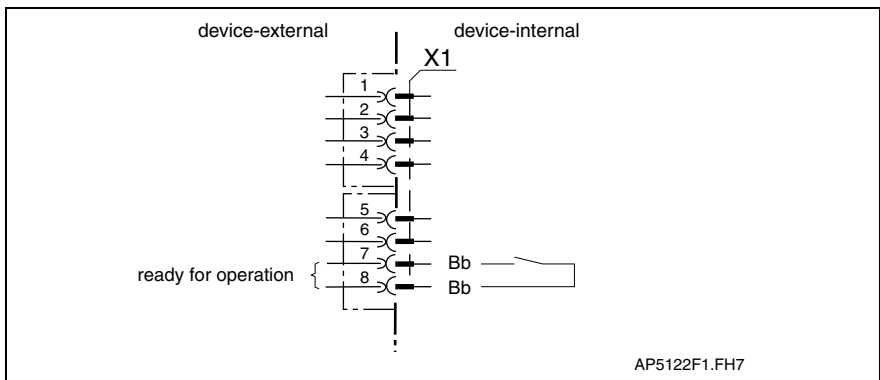 device-external device-internal
X1
1
2
3
4
5
6
7 Bb
ready for operation
8 Bb
AP5122F1.FH7